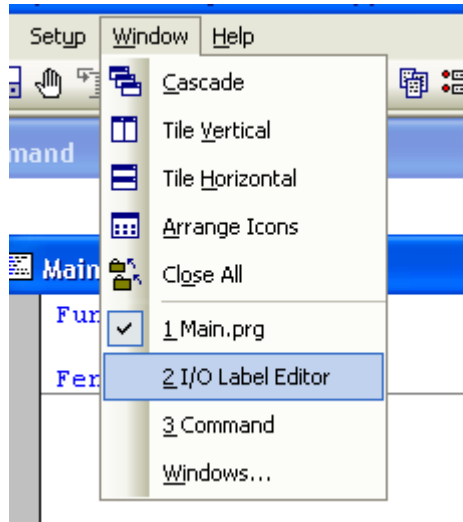 Setup Window Help
Cascade
mand
Tile Vertical
Tile Horizontal
Arrange Icons
Main
Close All
Fun
1 Main.prg
Fen
2 I/O Label Editor
3 Command
Windows...